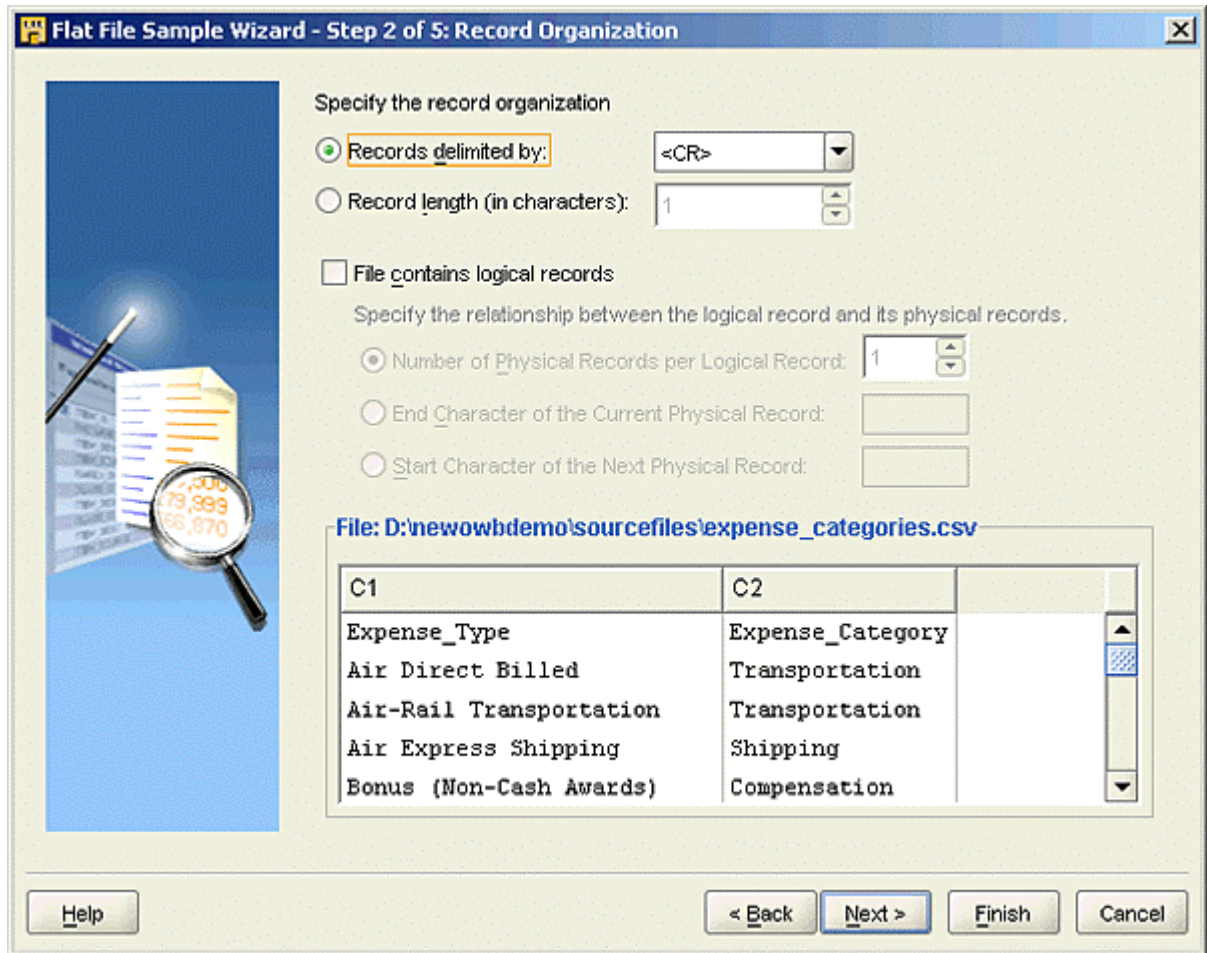 Flat File Sample Wizard - Step 2 of 5: Record Organization
Specify the record organization
Records delimited by: <CR>
Record length (in characters): 1
File contains logical records
Specify the relationship between the logical record and its physical records.
Number of Physical Records per Logical Record: 1
End Character of the Current Physical Record:
Start Character of the Next Physical Record:
File: D:\newowbdemo\sourcefiles\expense_categories.csv
C1 C2
Expense_Type Expense_Category
Air Direct Billed Transportation
Air-Rail Transportation Transportation
Air Express Shipping Shipping
Bonus (Non-Cash Awards) Compensation
79,999
66,870
Help < Back Next > Finish Cancel